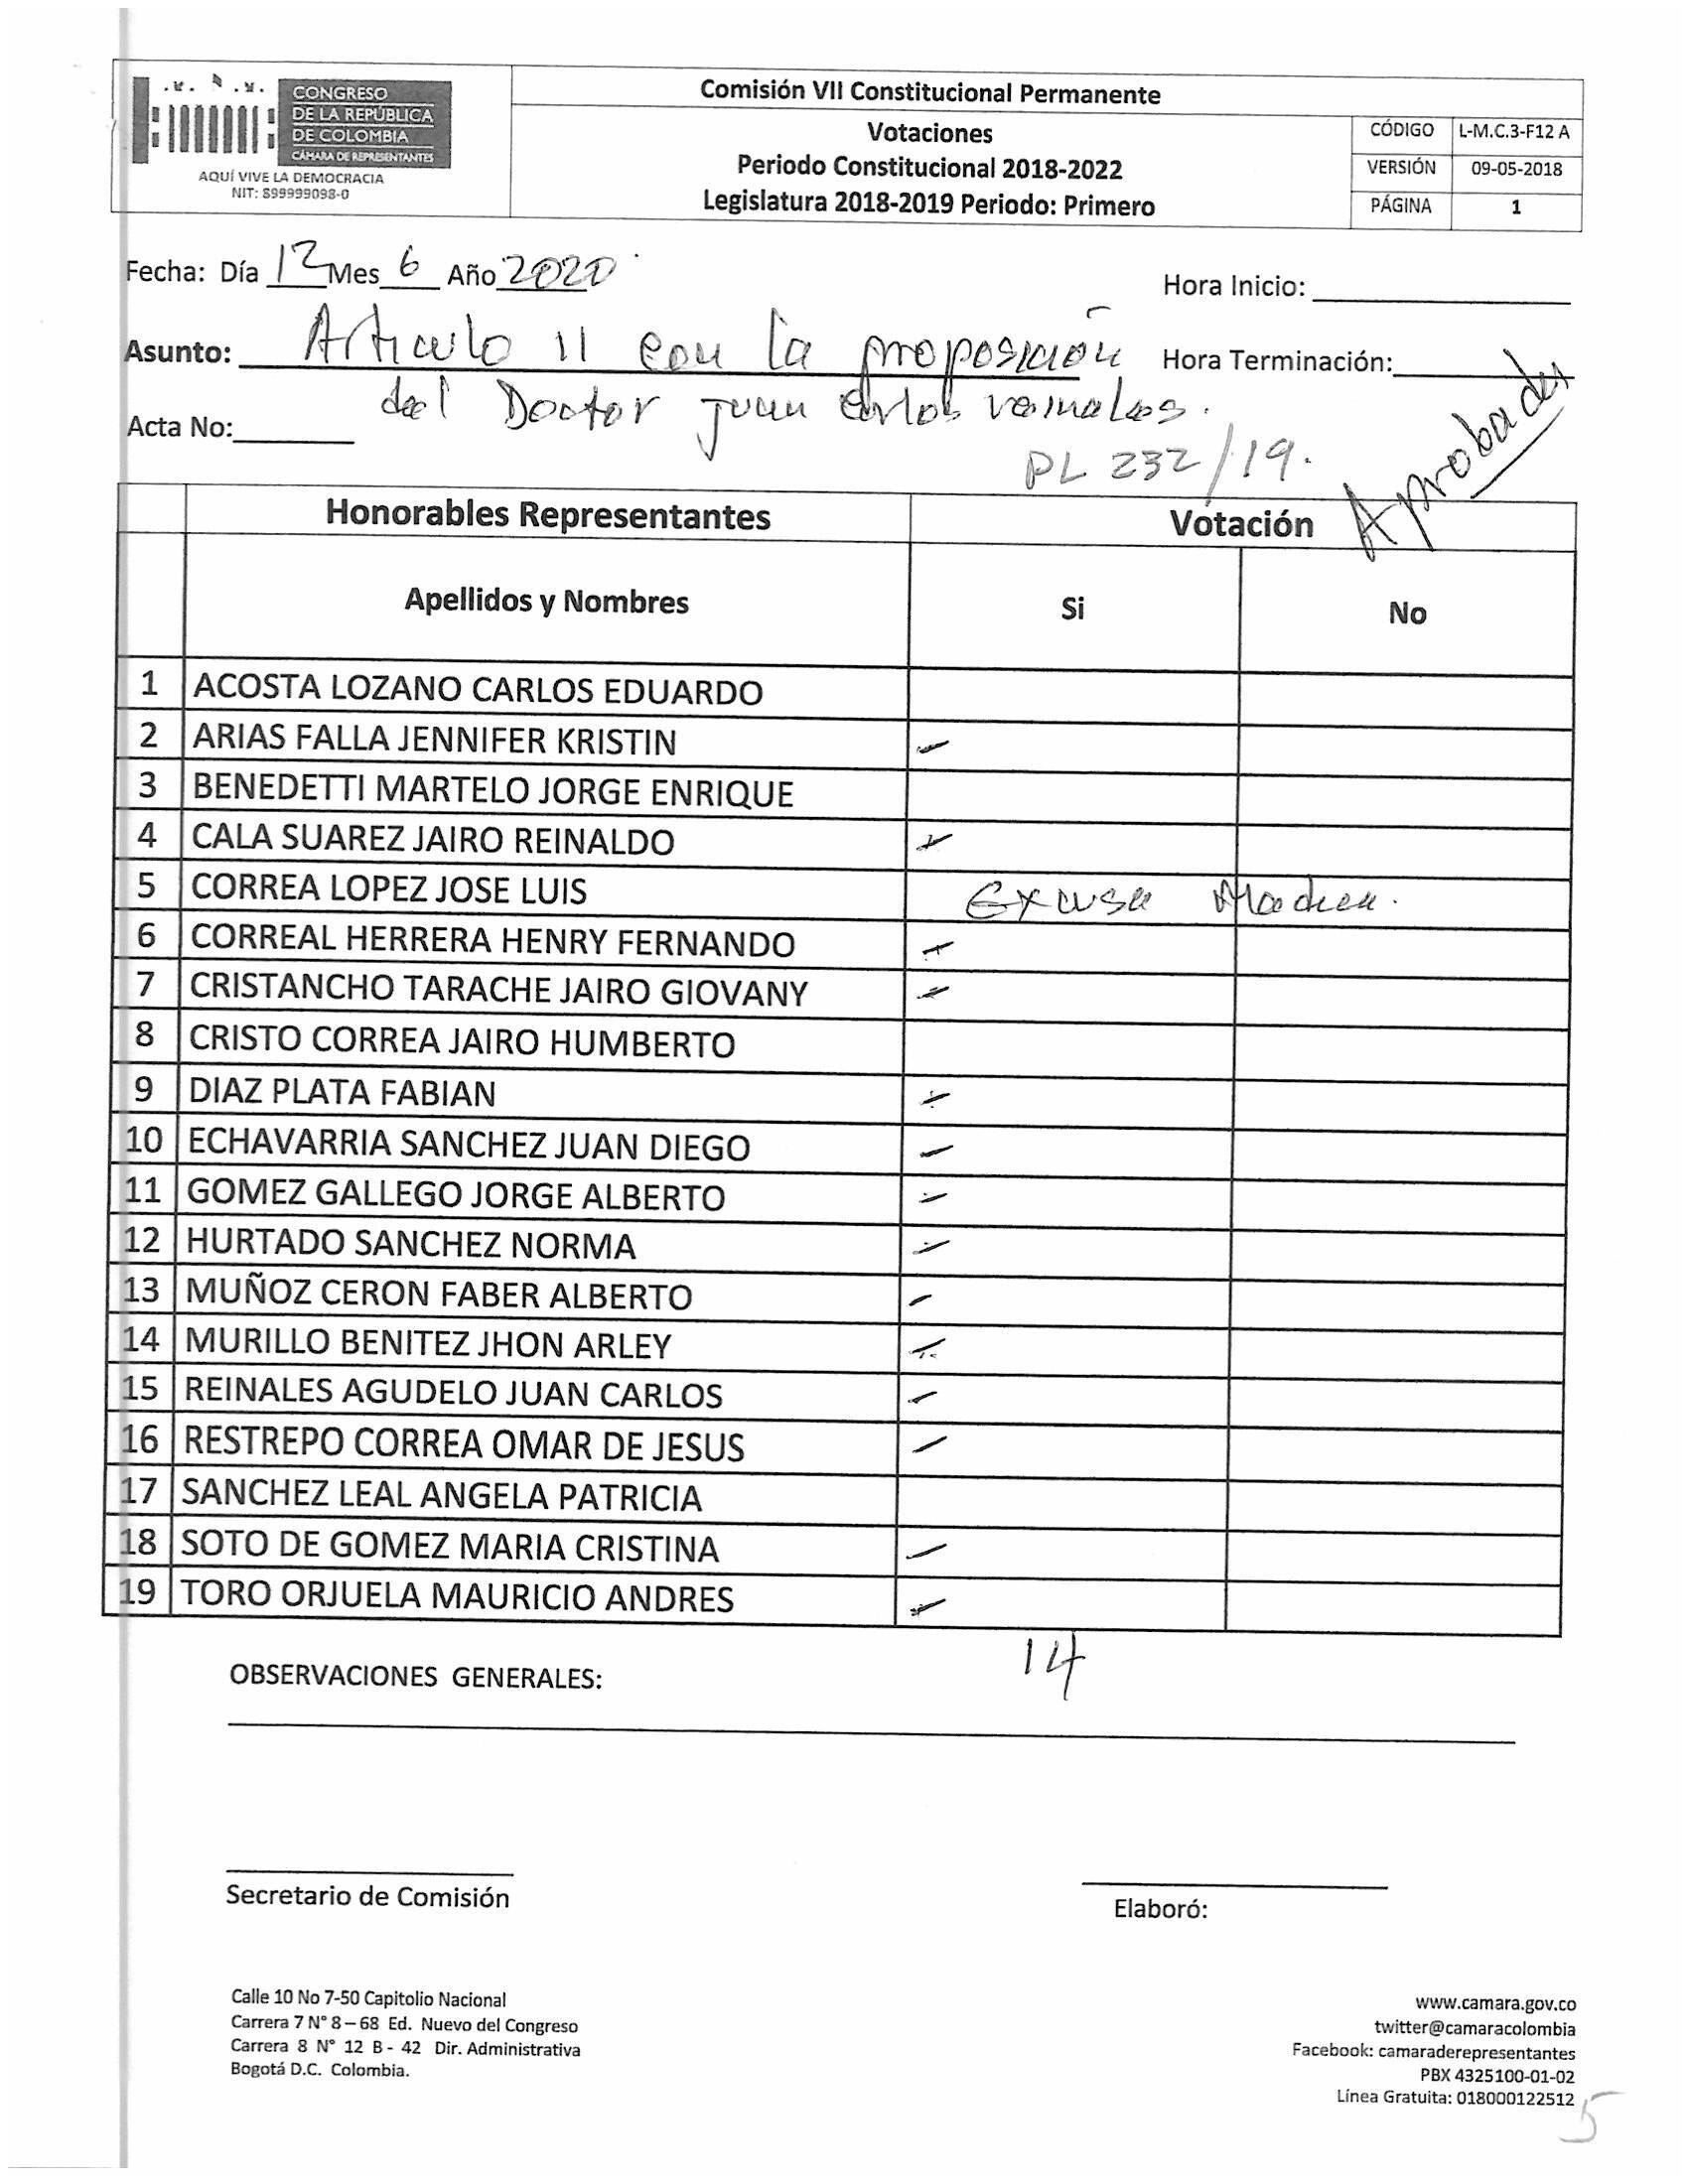 CONGRESO
DE LA REPÚBLICA
DE COLOMBIA
CÁMARA DE REPRESENTANTES
AQUÍ VIVE LA DEMOCRACIA
NIT: 899999098-0
Comisión VII Constitucional Permanente
Votaciones
Periodo Constitucional 2018-2022
Legislatura 2018-2019 Periodo: Primero
CÓDIGO L-M.C.3-F12 A
VERSIÓN 09-05-2018
PÁGINA 1
Fecha: Día 12 Mes 6 Año 2020
Hora Inicio:
Asunto: Articulo 11 con la proposición
Hora Terminación:
del Doctor Juan Carlos reinales.
Acta No:
PL 232/19.
Aprobado
Honorables Representantes Votación
Apellidos y Nombres Si No
1 ACOSTA LOZANO CARLOS EDUARDO
2 ARIAS FALLA JENNIFER KRISTIN
3 BENEDETTI MARTELO JORGE ENRIQUE
4 CALA SUAREZ JAIRO REINALDO
5 CORREA LOPEZ JOSE LUIS Excusa
6 CORREAL HERRERA HENRY FERNANDO
7 CRISTANCHO TARACHE JAIRO GIOVANY
8 CRISTO CORREA JAIRO HUMBERTO
9 DIAZ PLATA FABIAN
10 ECHAVARRIA SANCHEZ JUAN DIEGO
11 GOMEZ GALLEGO JORGE ALBERTO
12 HURTADO SANCHEZ NORMA
13 MUÑOZ CERON FABER ALBERTO
14 MURILLO BENITEZ JHON ARLEY
15 REINALES AGUDELO JUAN CARLOS
16 RESTREPO CORREA OMAR DE JESUS
17 SANCHEZ LEAL ANGELA PATRICIA
18 SOTO DE GOMEZ MARIA CRISTINA
19 TORO ORJUELA MAURICIO ANDRES
14
OBSERVACIONES GENERALES:
Secretario de Comisión
Elaboró:
Calle 10 No 7-50 Capitolio Nacional
Carrera 7 N° 8 – 68 Ed. Nuevo del Congreso
Carrera 8 N° 12 B - 42 Dir. Administrativa
Bogotá D.C. Colombia.
www.camara.gov.co
twitter@camaracolombia
Facebook: camaraderepresentantes
PBX 4325100-01-02
Línea Gratuita: 018000122512
5